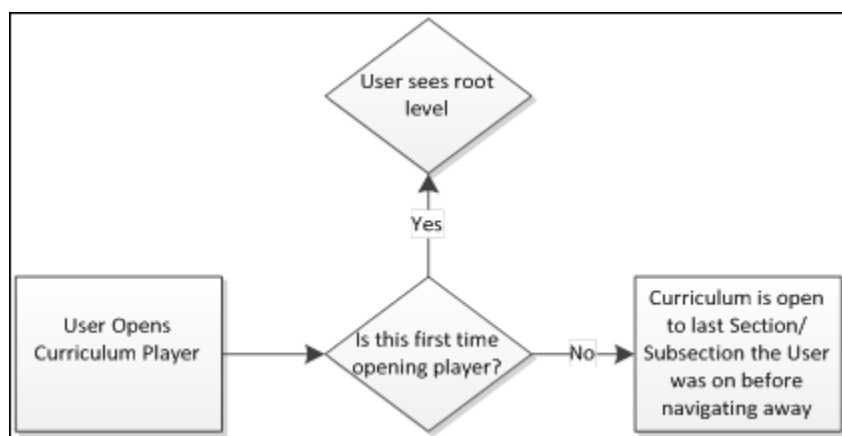 User sees root
level
Yes
User Opens
Curriculum Player
Is this first time
opening player?
No
Curriculum is open
to last Section/
Subsection the User
was on before
navigating away